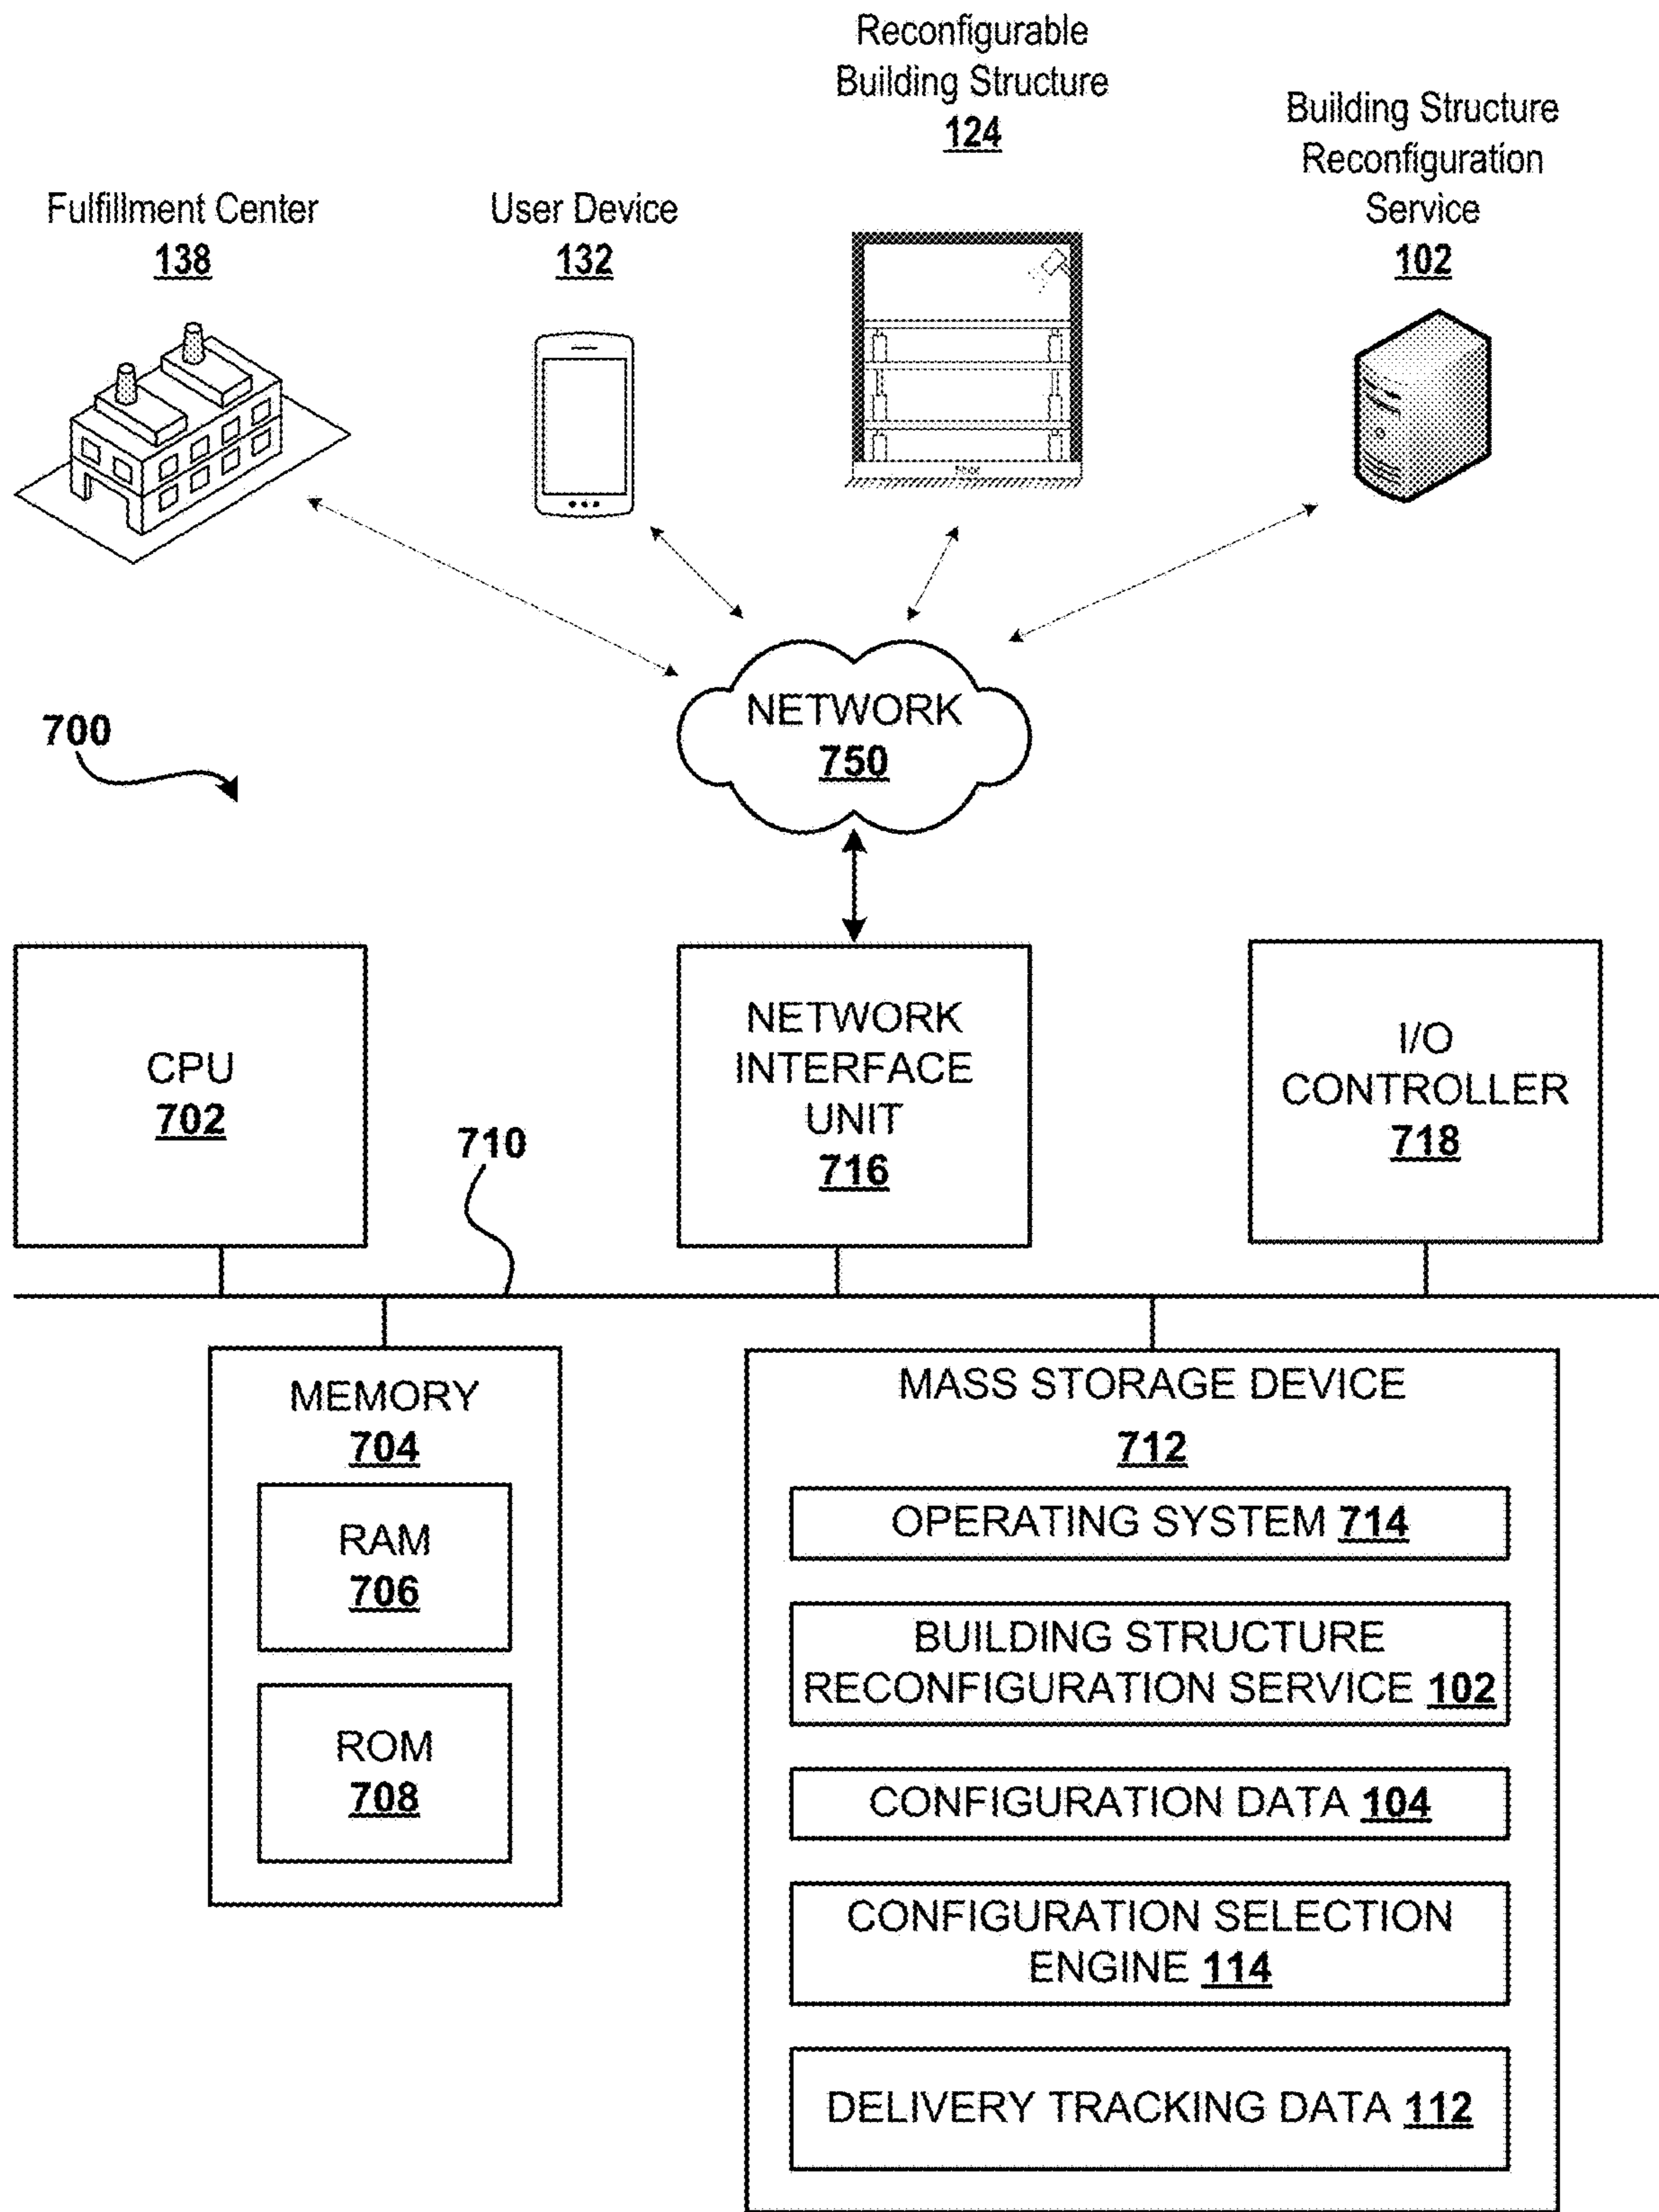 Reconfigurable
Building Structure
124
Building Structure
Reconfiguration
Service
102
Fulfillment Center
138
User Device
132
NETWORK
750
700
CPU
702
NETWORK
INTERFACE
UNIT
716
I/O
CONTROLLER
718
710
MEMORY
704
RAM
706
ROM
708
MASS STORAGE DEVICE
712
OPERATING SYSTEM 714
BUILDING STRUCTURE
RECONFIGURATION SERVICE 102
CONFIGURATION DATA 104
CONFIGURATION SELECTION
ENGINE 114
DELIVERY TRACKING DATA 112